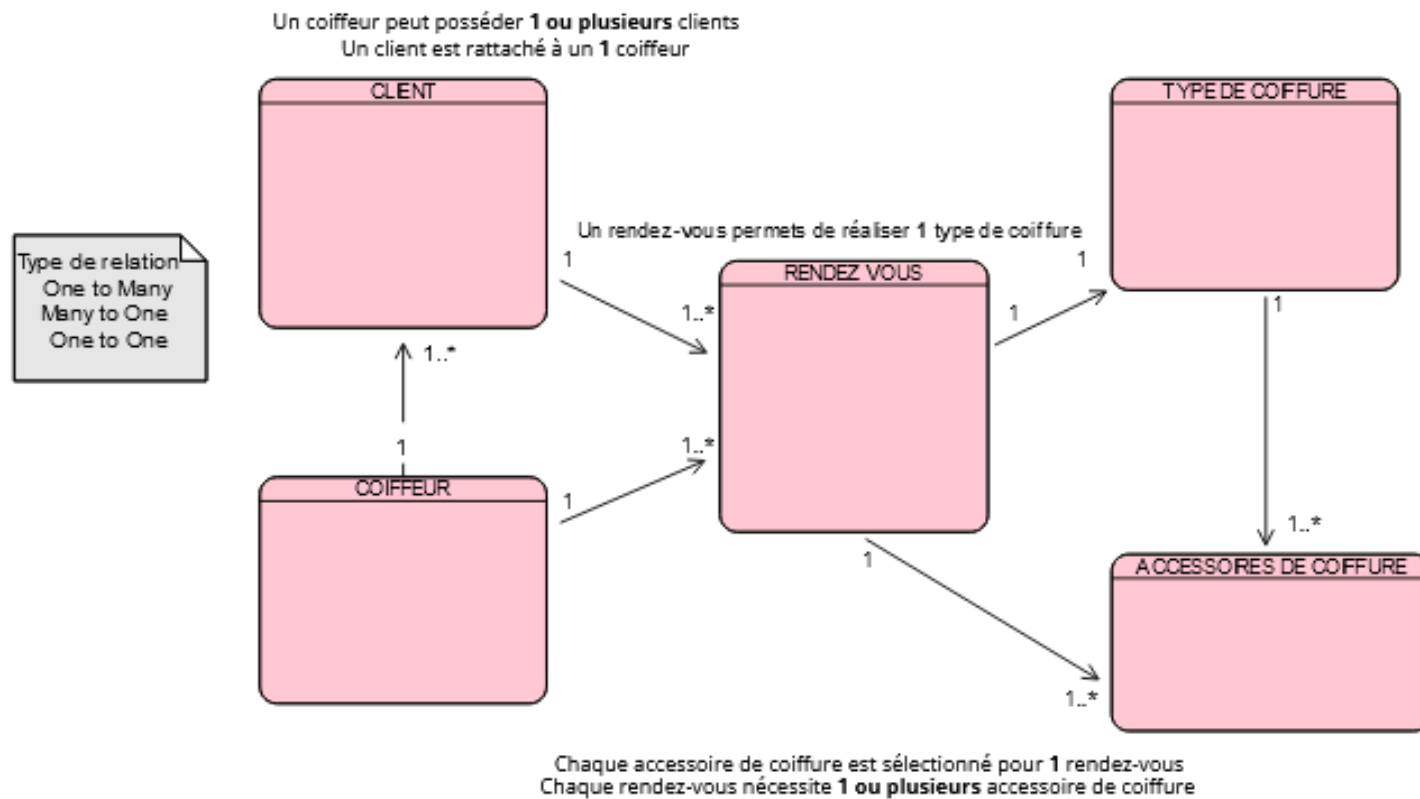 Un coiffeur peut posséder 1 ou plusieurs clients
Un client est rattaché à un 1 coiffeur
CLIENT
TYPE DE COIFFURE
Type de relation
One to Many
Many to One
One to One
Un rendez-vous permets de réaliser 1 type de coiffure
1
1
RENDEZ VOUS
1..*
1
1
1..*
1
1..*
COIFFEUR
1
1..*
1
ACCESSOIRES DE COIFFURE
1..*
Chaque accessoire de coiffure est sélectionné pour 1 rendez-vous
Chaque rendez-vous nécessite 1 ou plusieurs accessoire de coiffure